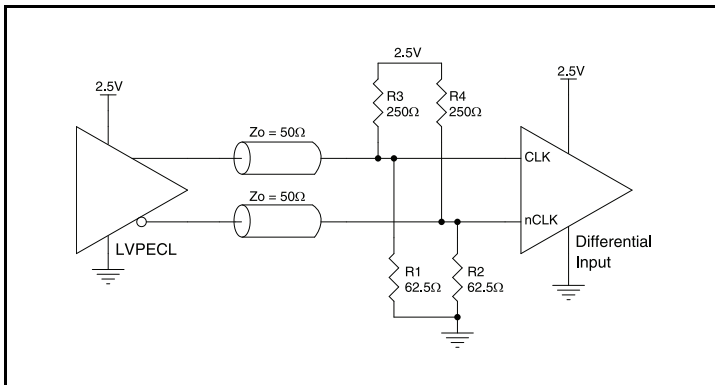 2.5V
2.5V
2.5V
R3
250Ω
R4
250Ω
Zo = 50Ω
CLK
Zo = 50Ω
nCLK
LVPECL
Differential
Input
R1
62.5Ω
R2
62.5Ω